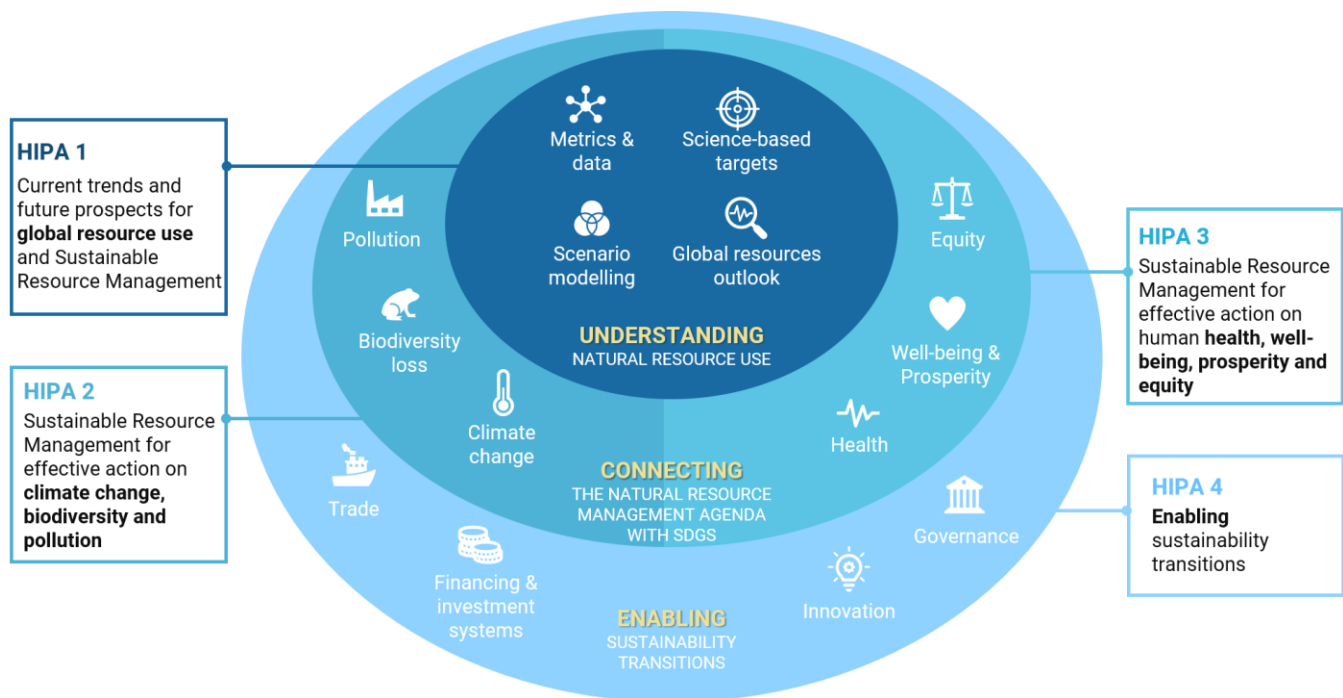 HIPA 1
Current trends and
future prospects for
global resource use
and Sustainable
Resource Management
HIPA 2
Sustainable Resource
Management for
effective action on
climate change,
biodiversity and
pollution
Metrics &
data
Science-based
targets
Scenario
modelling
Global resources
outlook
UNDERSTANDING
NATURAL RESOURCE USE
Pollution
Biodiversity
loss
Climate
change
Equity
Well-being &
Prosperity
Health
CONNECTING
THE NATURAL RESOURCE
MANAGEMENT AGENDA
WITH SDGS
Trade
Financing &
investment
systems
Innovation
Governance
ENABLING
SUSTAINABILITY
TRANSITIONS
HIPA 3
Sustainable Resource
Management for
effective action on
human health, well-
being, prosperity and
equity
HIPA 4
Enabling
sustainability
transitions